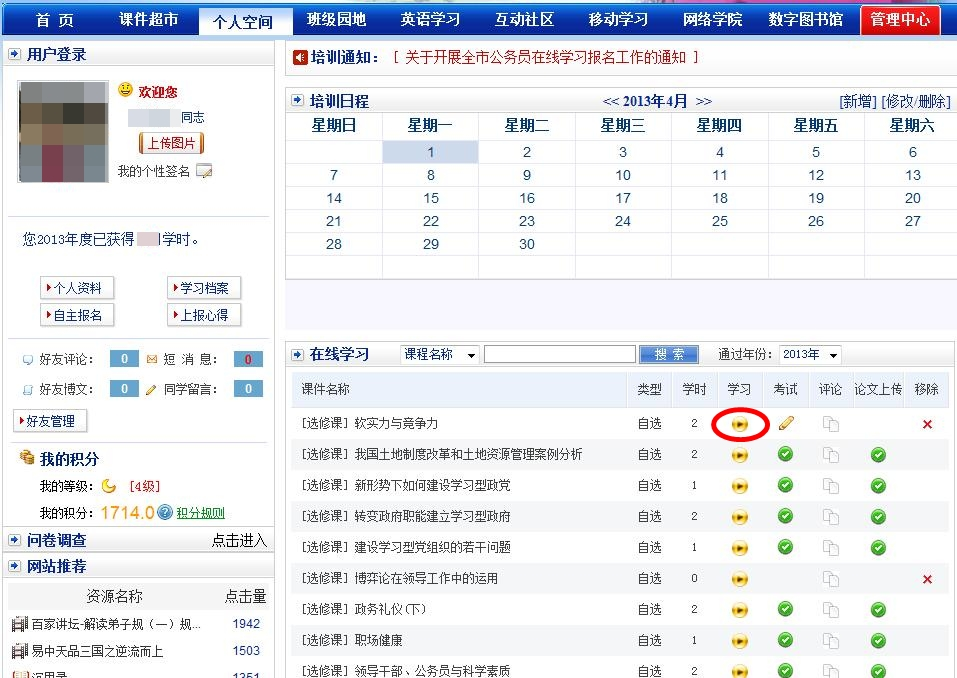 首 页 课件超市 个人空间 班级园地 英语学习 互动社区 移动学习 网络学院 数字图书馆 管理中心
用户登录
欢迎您
同志
上传图片
我的个性签名
您2013年度已获得 学时。
个人资料 学习档案
自主报名 上报心得
好友评论： 0 短 消 息： 0
好友博文： 0 同学留言： 0
好友管理
我的积分
我的等级： [4级]
我的积分： 1714.0 积分规则
问卷调查 点击进入
网站推荐
资源名称 点击量
百家讲坛-解读弟子规（一）规... 1942
易中天品三国之逆流而上 1503
培训通知： [ 关于开展全市公务员在线学习报名工作的通知 ]
培训日程 << 2013年4月 >> [新增] [修改/删除]
星期日 星期一 星期二 星期三 星期四 星期五 星期六
1 2 3 4 5 6
7 8 9 10 11 12 13
14 15 16 17 18 19 20
21 22 23 24 25 26 27
28 29 30
在线学习 课程名称 搜 索 通过年份： 2013年
课件名称 类型 学时 学习 考试 评论 论文上传 移除
[选修课] 软实力与竞争力 自选 2
[选修课] 我国土地制度改革和土地资源管理案例分析 自选 2
[选修课] 新形势下如何建设学习型政党 自选 1
[选修课] 转变政府职能建立学习型政府 自选 2
[选修课] 建设学习型党组织的若干问题 自选 1
[选修课] 博弈论在领导工作中的运用 自选 0
[选修课] 政务礼仪(下) 自选 2
[选修课] 职场健康 自选 1
[选修课] 领导干部、公务员与科学素质 自选 2